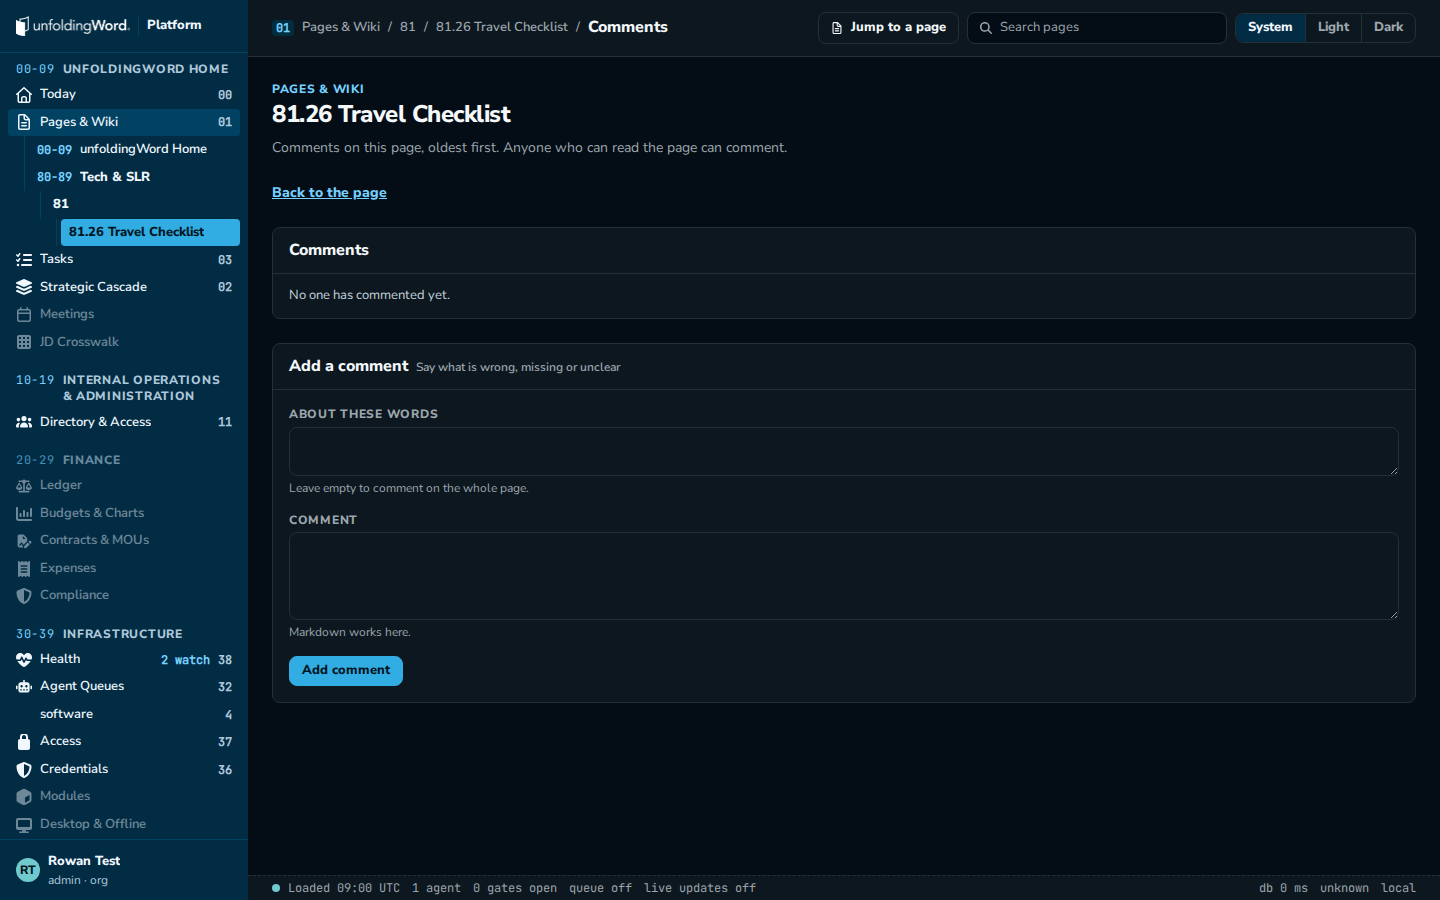 unfoldingWord. Platform
00-09 UNFOLDINGWORD HOME
Today 00
Pages & Wiki 01
00-09 unfoldingWord Home
80-89 Tech & SLR
81
81.26 Travel Checklist
Tasks 03
Strategic Cascade 02
Meetings
JD Crosswalk
10-19 INTERNAL OPERATIONS
& ADMINISTRATION
Directory & Access 11
20-29 FINANCE
Ledger
Budgets & Charts
Contracts & MOUs
Expenses
Compliance
30-39 INFRASTRUCTURE
Health 2 watch 38
Agent Queues 32
software 4
Access 37
Credentials 36
Modules
Desktop & Offline
RT Rowan Test
admin · org
01 Pages & Wiki / 81 / 81.26 Travel Checklist / Comments
Jump to a page
Search pages
System Light Dark
PAGES & WIKI
81.26 Travel Checklist
Comments on this page, oldest first. Anyone who can read the page can comment.
Back to the page
Comments
No one has commented yet.
Add a comment Say what is wrong, missing or unclear
ABOUT THESE WORDS
Leave empty to comment on the whole page.
COMMENT
Markdown works here.
Add comment
Loaded 09:00 UTC 1 agent 0 gates open queue off live updates off
db 0 ms unknown local